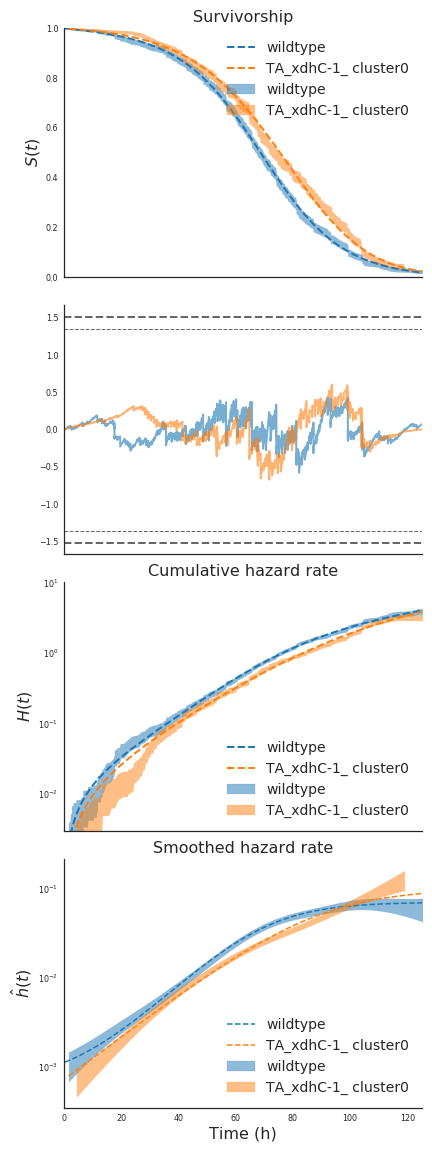 Survivorship
1.0
0.8
0.6
0.4
0.2
0.0
S(t)
wildtype
TA_xdhC-1_ cluster0
wildtype
TA_xdhC-1_ cluster0
1.5
1.0
0.5
0.0
−0.5
−1.0
−1.5
Cumulative hazard rate
10¹
10⁰
10⁻¹
10⁻²
H(t)
wildtype
TA_xdhC-1_ cluster0
wildtype
TA_xdhC-1_ cluster0
Smoothed hazard rate
10⁻¹
10⁻²
10⁻³
ĥ(t)
wildtype
TA_xdhC-1_ cluster0
wildtype
TA_xdhC-1_ cluster0
0 20 40 60 80 100 120
Time (h)